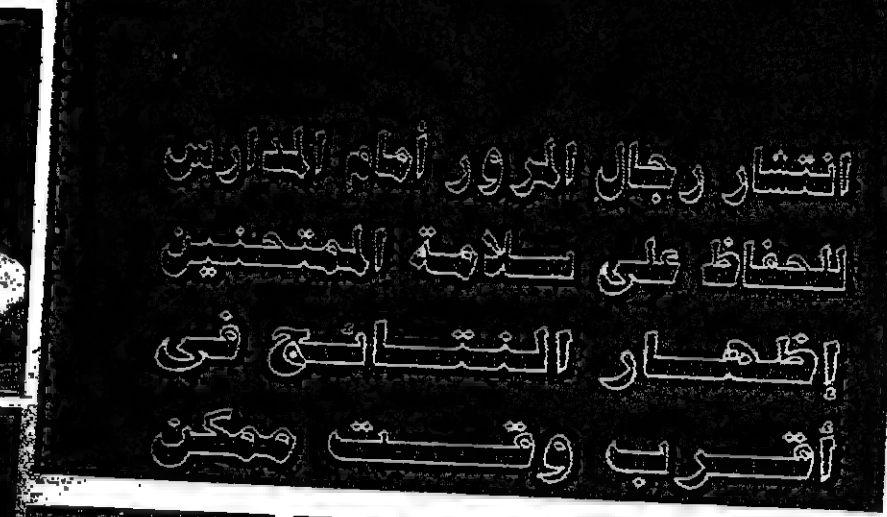 انتشار رجال المرور أمام المدارس
للحفاظ على سلامة الممتحنين
إظهار النتائج فى
أقرب وقت ممكن